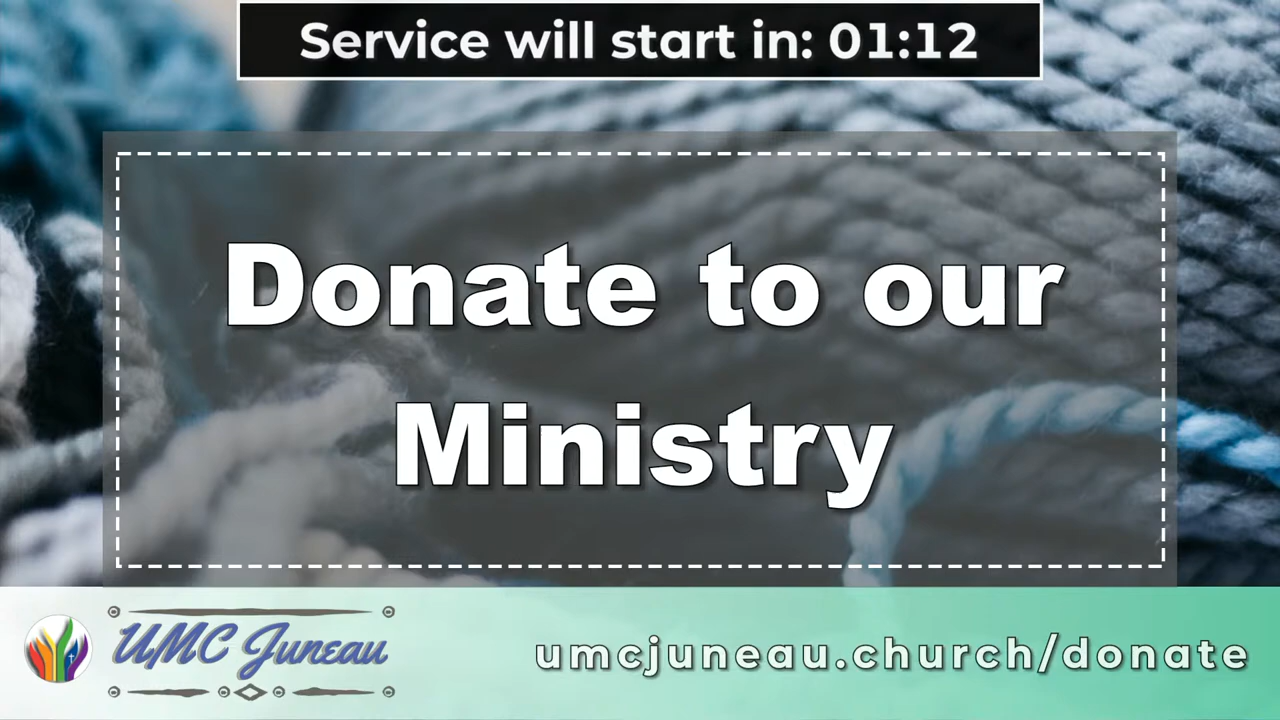 Service will start in: 01:12
Donate to our
Ministry
UMC Juneau
umcjuneau.church/donate